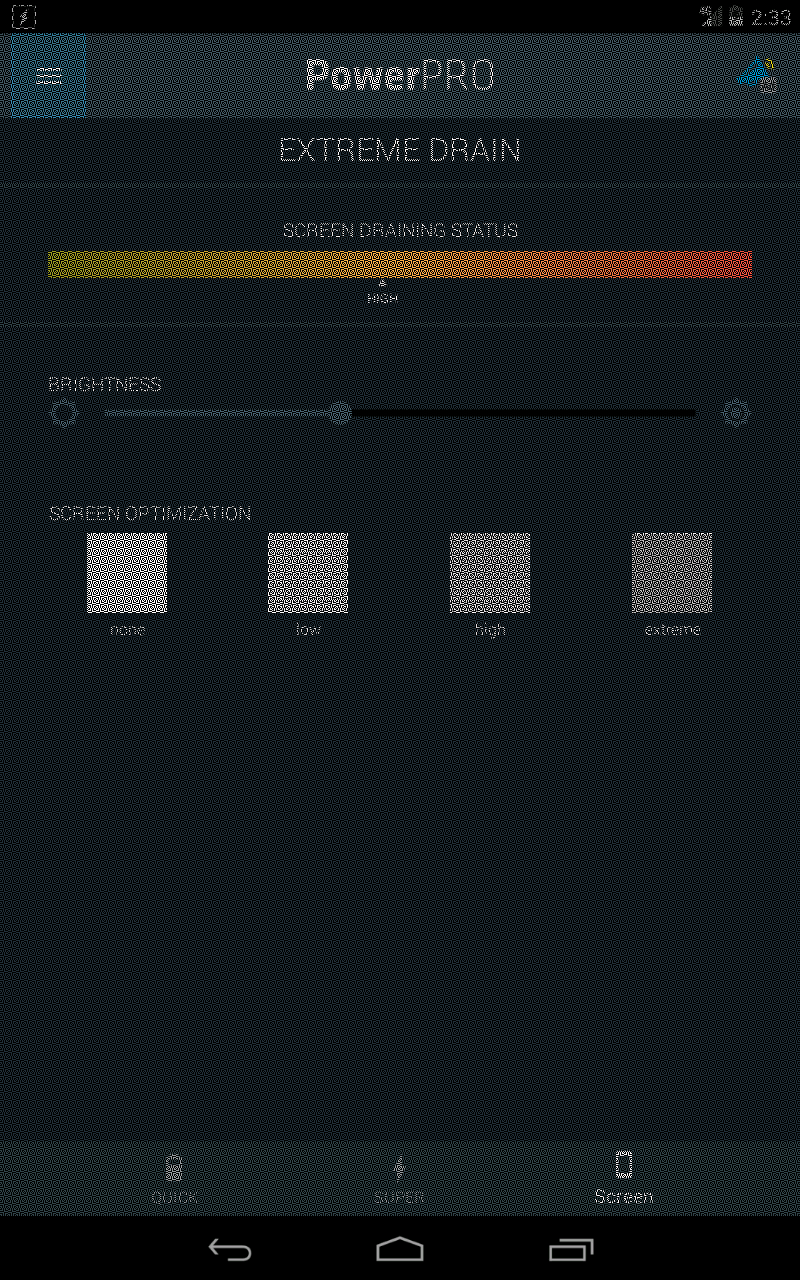 2:33
PowerPRO
EXTREME DRAIN
SCREEN DRAINING STATUS
HIGH
BRIGHTNESS
SCREEN OPTIMIZATION
none low high extreme
QUICK SUPER Screen